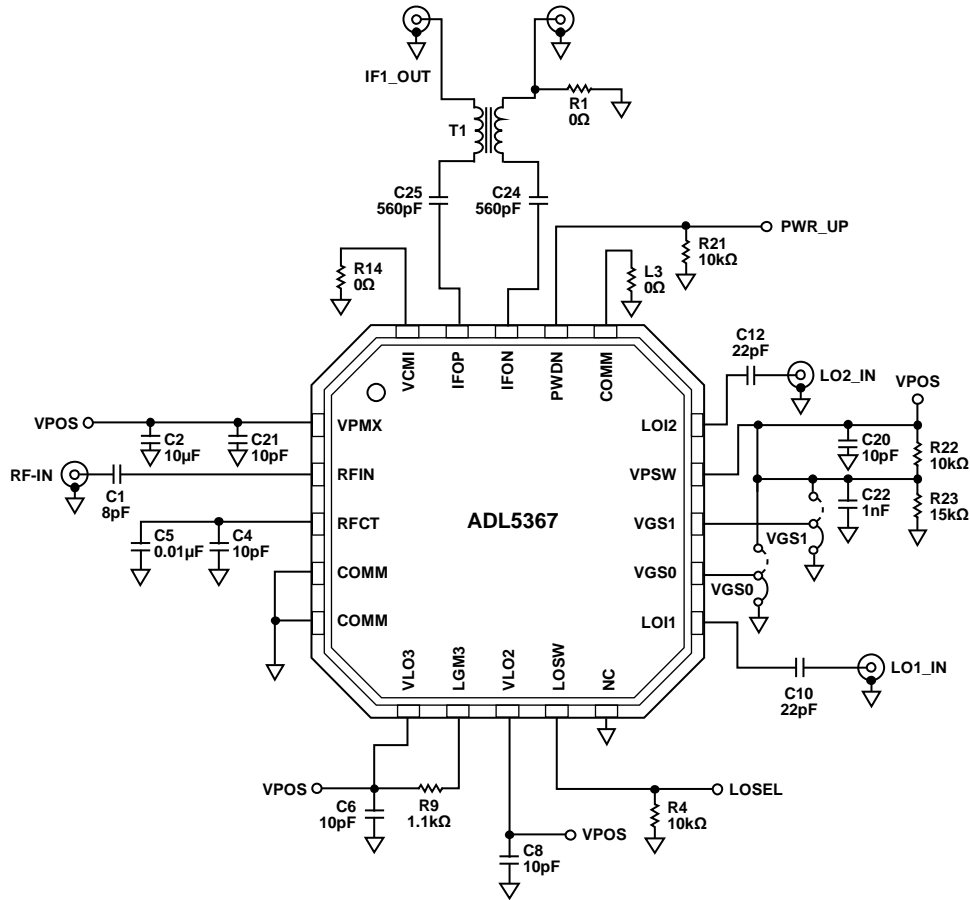 IF1_OUT
T1
R1
0Ω
C25
560pF
C24
560pF
PWR_UP
R21
10kΩ
R14
0Ω
L3
0Ω
C12
22pF
LO2_IN
VPOS
VCMI
IFOP
IFON
PWDN
COMM
VPOS
C2
10µF
C21
10pF
VPMX
LOI2
C20
10pF
R22
10kΩ
RF-IN
C1
8pF
RFIN
VPSW
C22
1nF
R23
15kΩ
C5
0.01µF
C4
10pF
RFCT
ADL5367
VGS1
VGS1
COMM
VGS0
VGS0
COMM
LOI1
VLO3
LGM3
VLO2
LOSW
NC
LO1_IN
C10
22pF
VPOS
C6
10pF
R9
1.1kΩ
LOSEL
R4
10kΩ
VPOS
C8
10pF